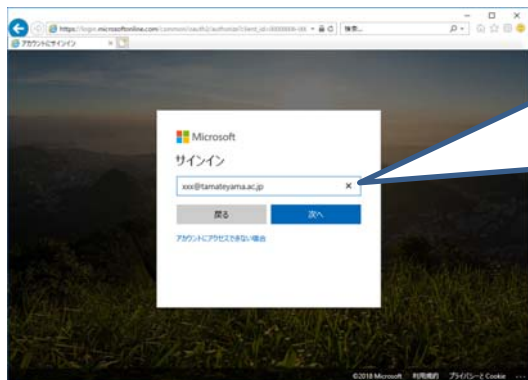 https://login.microsoftonline.com/common/oauth2/authorize?client_id=
検索...
アカウントにサインイン
Microsoft
サインイン
xxx@tamateyama.ac.jp
戻る
次へ
アカウントにアクセスできない場合
©2018 Microsoft 利用規約 プライバシーと Cookie ...